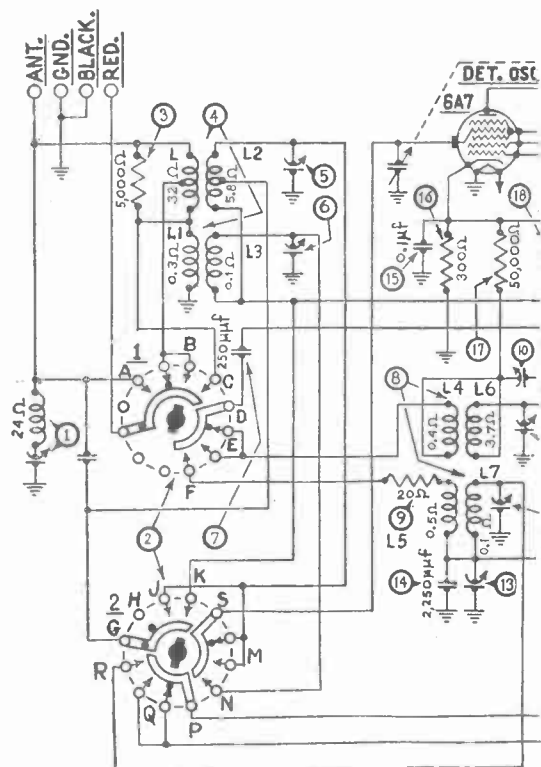 ANT.
GND.
BLACK.
RED.
DET. OSC
6A7
3
4
5,000Ω
L
32Ω
L2
5.8Ω
5
6
L1
0.3Ω
L3
0.1Ω
16
18
0.1μf
15
300Ω
50,000Ω
17
250μμf
1
A
B
C
D
E
F
10
8
L4
L6
0.4Ω
3.7Ω
24Ω
1
2
7
9
20Ω
L5
0.5Ω
L7
0.1Ω
14
2,250μμf
13
2
G
H
J
K
S
M
N
P
Q
R